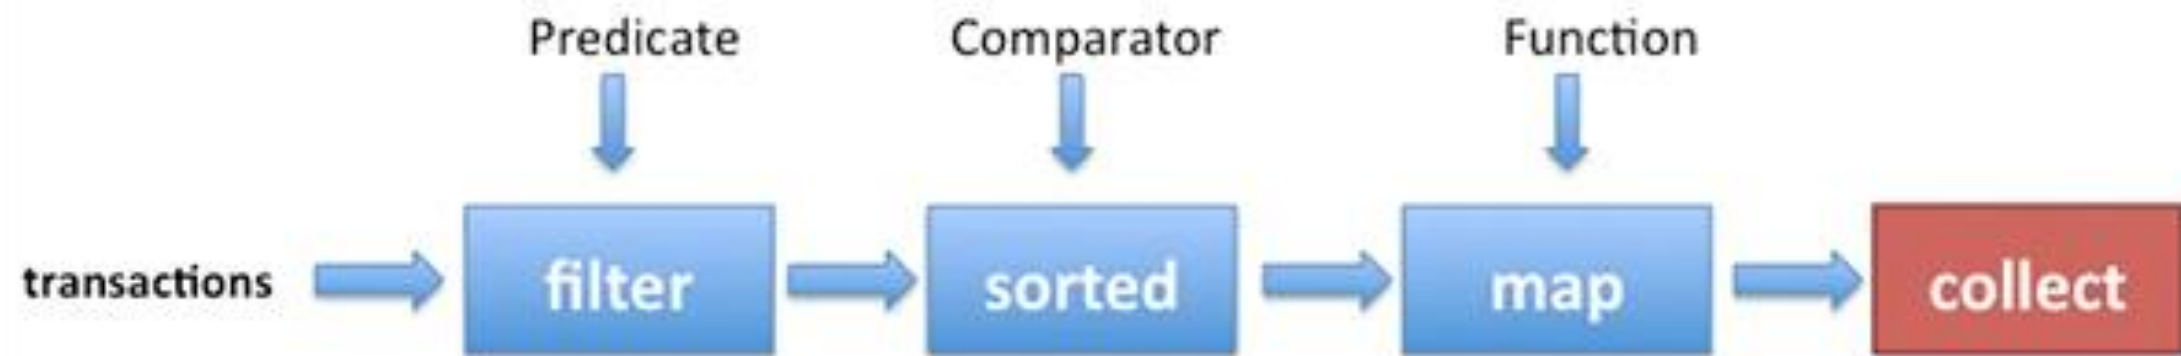 Predicate Comparator Function
transactions filter sorted map collect